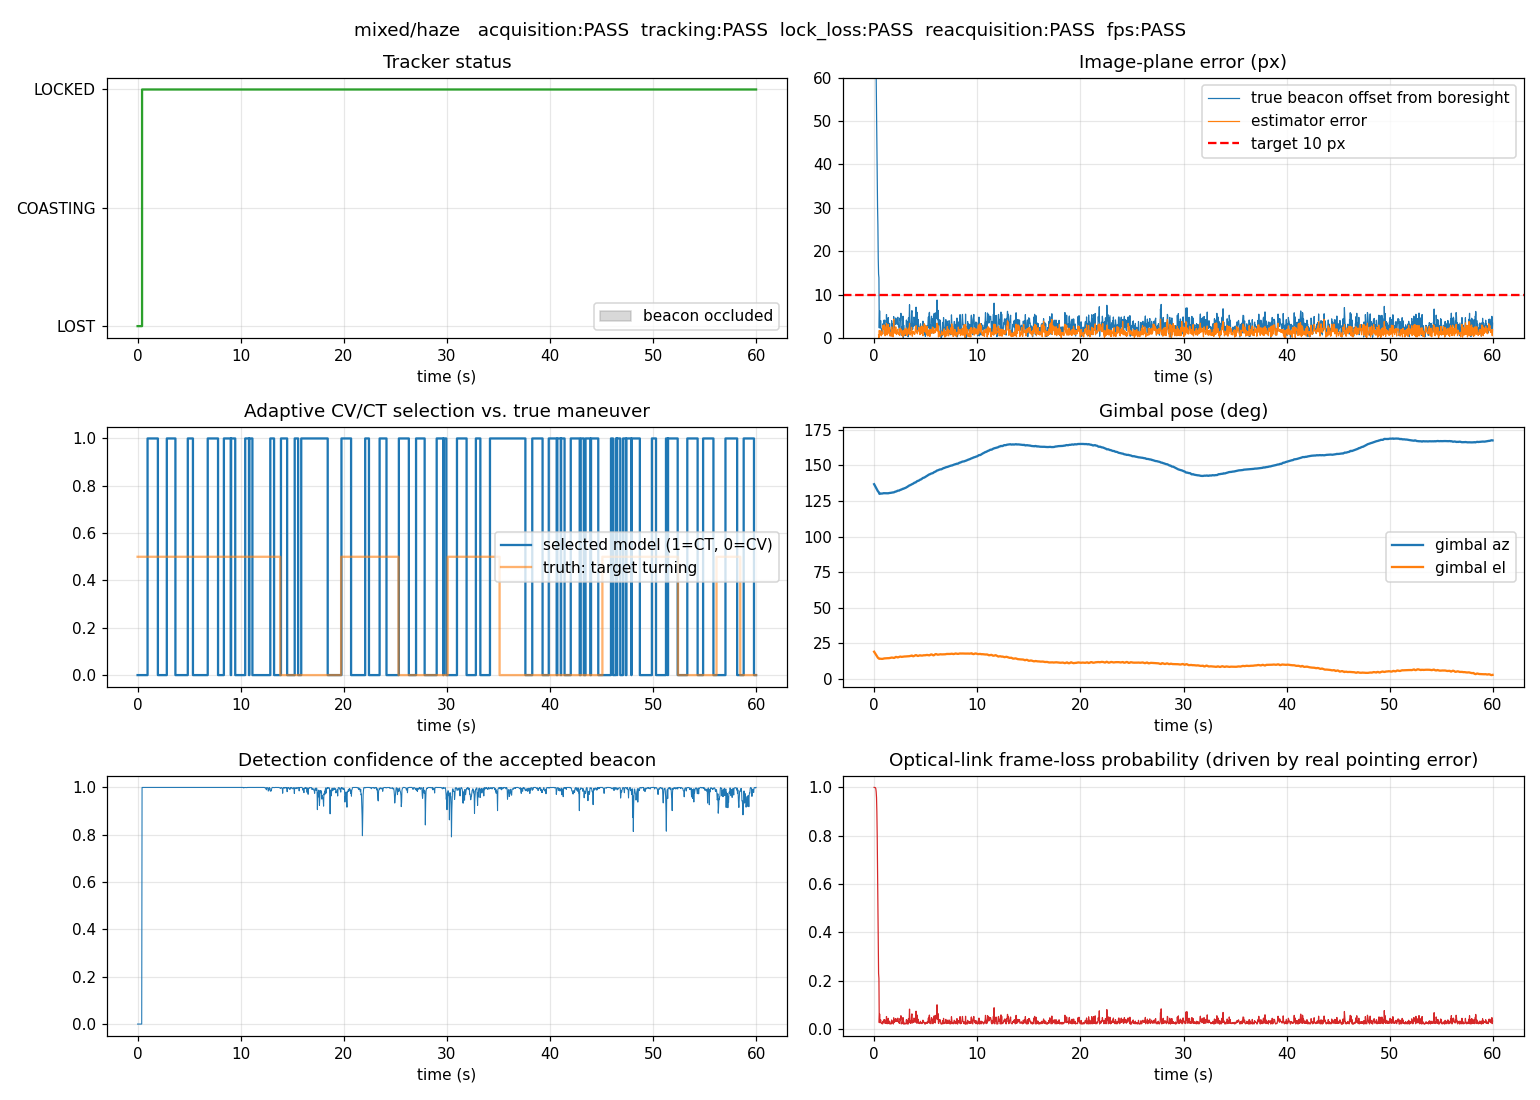 mixed/haze   acquisition:PASS  tracking:PASS  lock_loss:PASS  reacquisition:PASS  fps:PASS
Tracker status
LOCKED
COASTING
LOST
beacon occluded
0 10 20 30 40 50 60
time (s)
Image-plane error (px)
60
50
40
30
20
10
0
true beacon offset from boresight
estimator error
target 10 px
0 10 20 30 40 50 60
time (s)
Adaptive CV/CT selection vs. true maneuver
1.0
0.8
0.6
0.4
0.2
0.0
selected model (1=CT, 0=CV)
truth: target turning
0 10 20 30 40 50 60
time (s)
Gimbal pose (deg)
175
150
125
100
75
50
25
0
gimbal az
gimbal el
0 10 20 30 40 50 60
time (s)
Detection confidence of the accepted beacon
1.0
0.8
0.6
0.4
0.2
0.0
0 10 20 30 40 50 60
time (s)
Optical-link frame-loss probability (driven by real pointing error)
1.0
0.8
0.6
0.4
0.2
0.0
0 10 20 30 40 50 60
time (s)